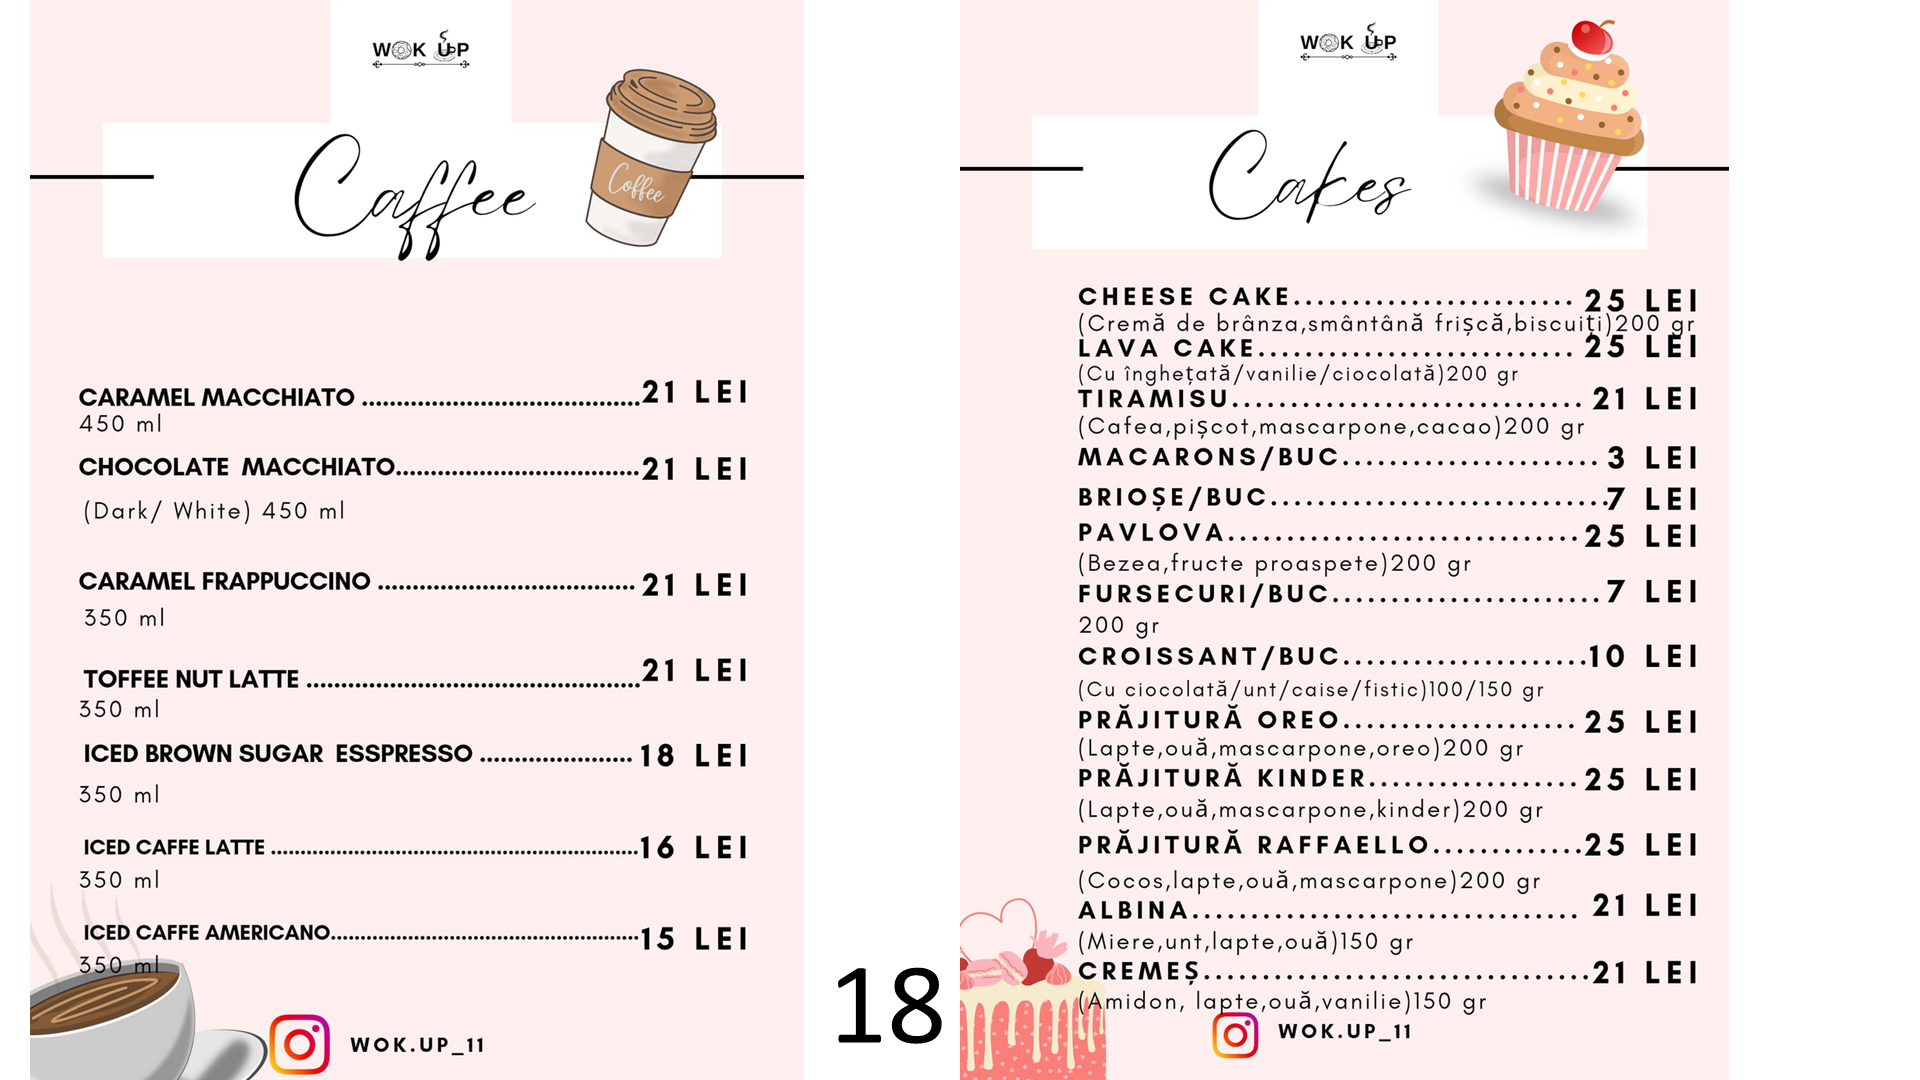 WOK UP
Caffee
Coffee
CARAMEL MACCHIATO ........................................21 LEI
450 ml
CHOCOLATE MACCHIATO...................................21 LEI
(Dark/ White) 450 ml
CARAMEL FRAPPUCCINO ..................................... 21 LEI
350 ml
TOFFEE NUT LATTE ................................................21 LEI
350 ml
ICED BROWN SUGAR ESSPRESSO ...................... 18 LEI
350 ml
ICED CAFFE LATTE ..............................................................16 LEI
350 ml
ICED CAFFE AMERICANO....................................................15 LEI
350 ml
WOK.UP_11
18
WOK UP
Cakes
CHEESE CAKE........................ 25 LEI
(Cremă de brânza,smântână frișcă,biscuiți)200 gr
LAVA CAKE........................... 25 LEI
(Cu înghețată/vanilie/ciocolată)200 gr
TIRAMISU.............................. 21 LEI
(Cafea,pișcot,mascarpone,cacao)200 gr
MACARONS/BUC...................... 3 LEI
BRIOȘE/BUC.............................7 LEI
PAVLOVA..............................25 LEI
(Bezea,fructe proaspete)200 gr
FURSECURI/BUC.......................7 LEI
200 gr
CROISSANT/BUC.....................10 LEI
(Cu ciocolată/unt/caise/fistic)100/150 gr
PRĂJITURĂ OREO.................... 25 LEI
(Lapte,ouă,mascarpone,oreo)200 gr
PRĂJITURĂ KINDER..................25 LEI
(Lapte,ouă,mascarpone,kinder)200 gr
PRĂJITURĂ RAFFAELLO.............25 LEI
(Cocos,lapte,ouă,mascarpone)200 gr
ALBINA................................. 21 LEI
(Miere,unt,lapte,ouă)150 gr
CREMEȘ.................................21 LEI
(Amidon, lapte,ouă,vanilie)150 gr
WOK.UP_11